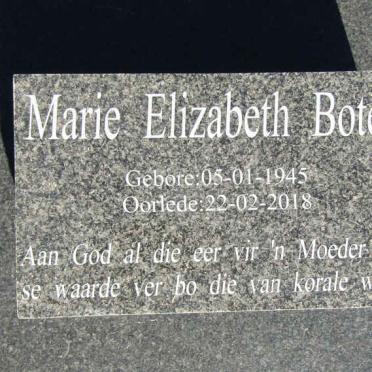 Marie Elizabeth Bote
Gebore:05-01-1945
Oorlede:22-02-2018
Aan God al die eer vir 'n Moeder
se waarde ver bo die van korale w